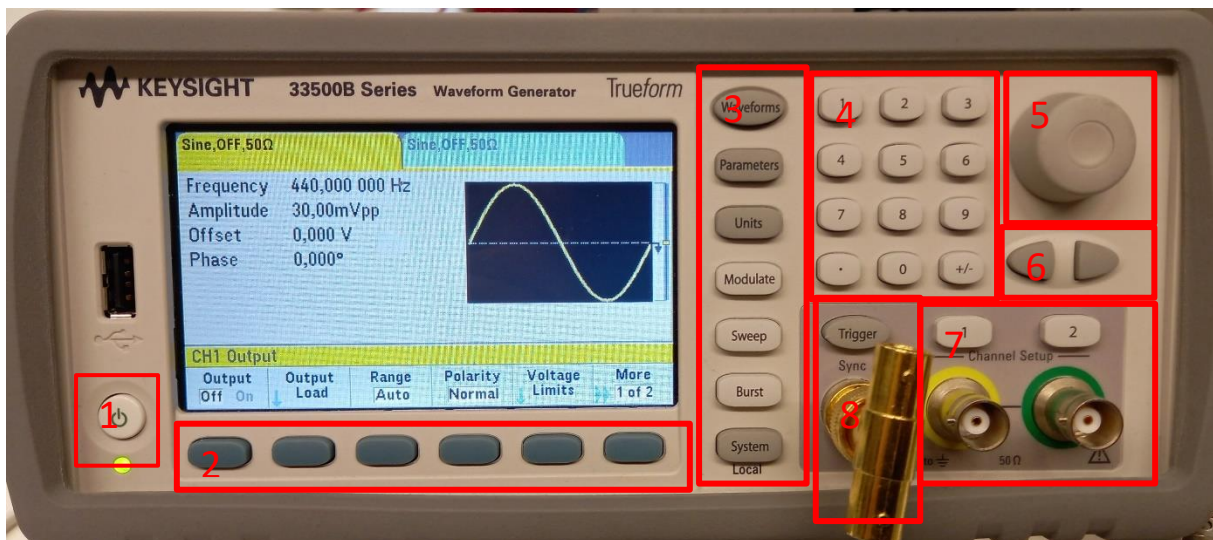 KEYSIGHT 33500B Series Waveform Generator Trueform
Sine,OFF,50Ω Sine,OFF,50Ω
Frequency 440,000 000 Hz
Amplitude 30,00mVpp
Offset 0,000 V
Phase 0,000°
CH1 Output
Output Output Range Polarity Voltage More
Off On Load Auto Normal Limits 1 of 2
1
2
3
Waveforms
Parameters
Units
Modulate
Sweep
Burst
System
Local
4
1 2 3
4 5 6
7 8 9
. 0 +/-
5
6
7
Trigger 1 2
Sync Channel Setup
8
50Ω